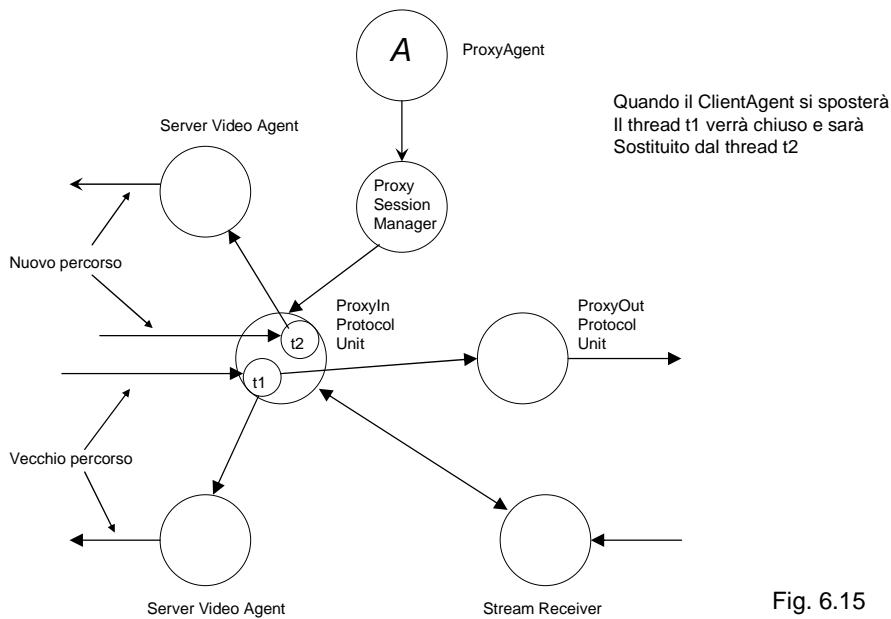 A
ProxyAgent
Quando il ClientAgent si sposterà
Il thread t1 verrà chiuso e sarà
Sostituito dal thread t2
Server Video Agent
Proxy
Session
Manager
Nuovo percorso
ProxyIn
Protocol
Unit
ProxyOut
Protocol
Unit
t2
t1
Vecchio percorso
Server Video Agent
Stream Receiver
Fig. 6.15